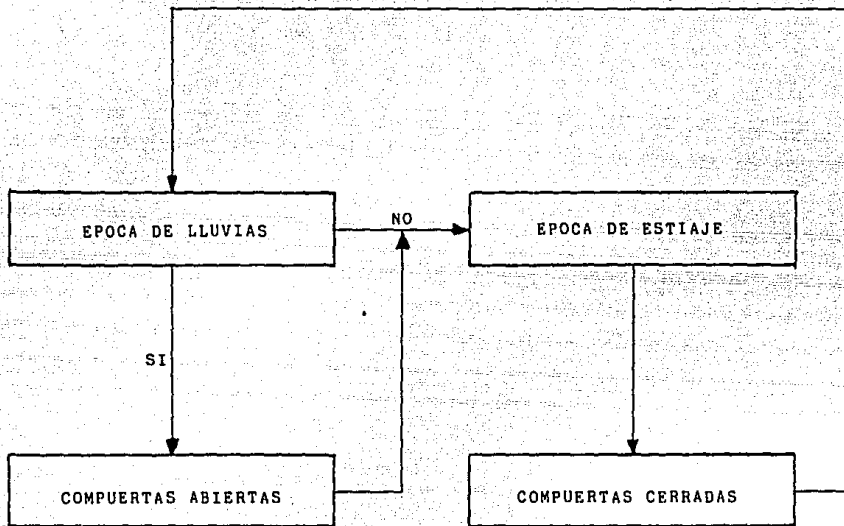 EPOCA DE LLUVIAS
NO
EPOCA DE ESTIAJE
SI
COMPUERTAS ABIERTAS
COMPUERTAS CERRADAS